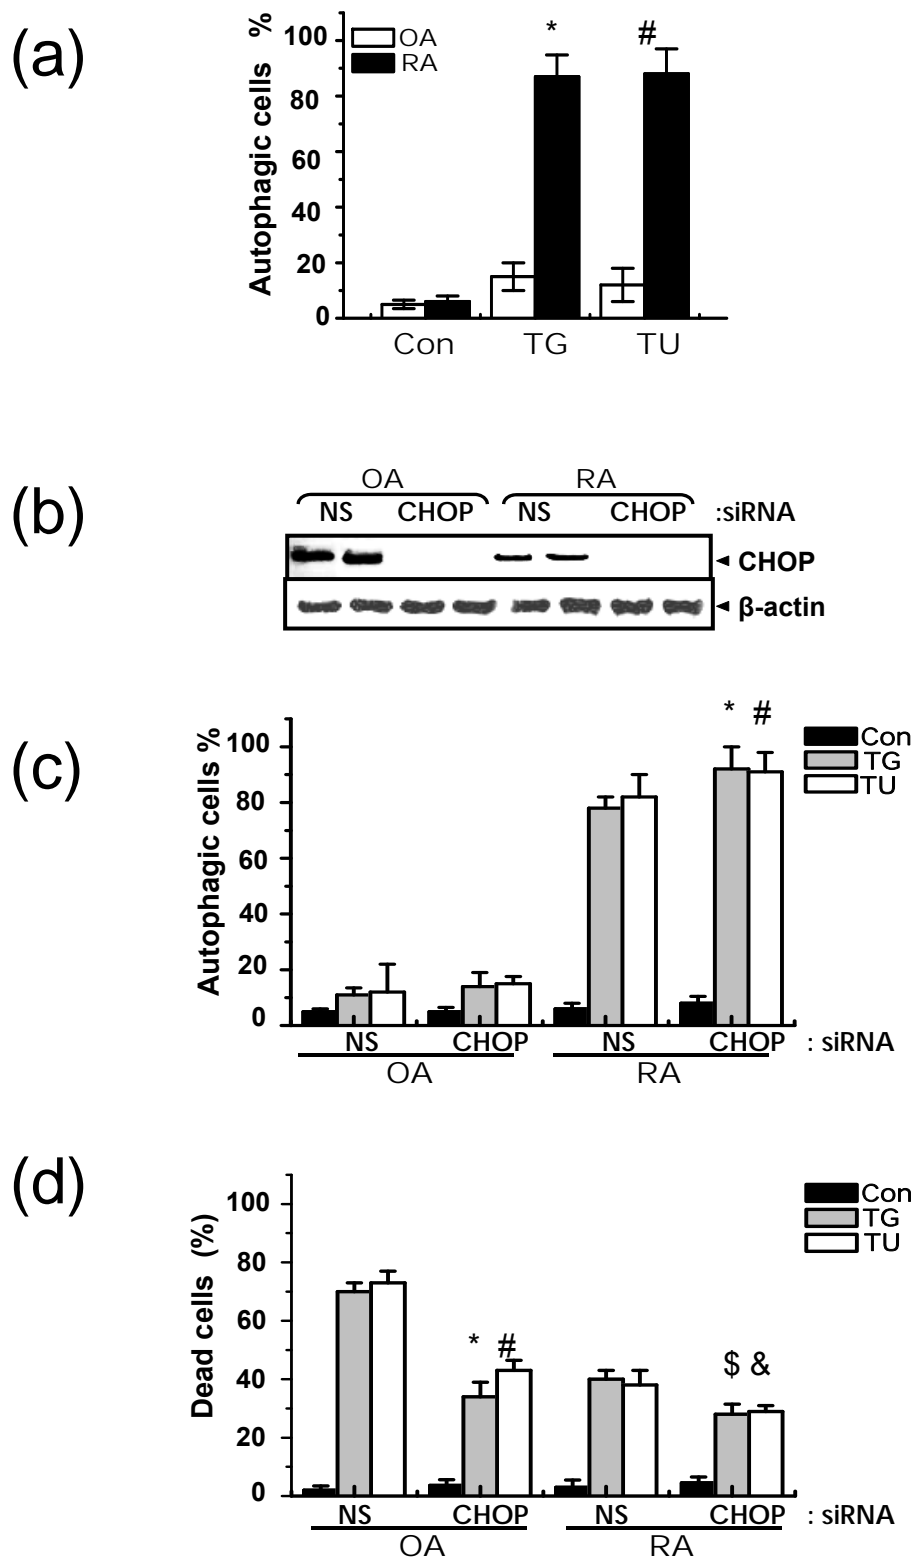 (a)
Autophagic cells %
100
80
60
40
20
0
OA
RA
*
#
Con TG TU
(b)
OA RA
NS CHOP NS CHOP :siRNA
CHOP
β-actin
(c)
Autophagic cells %
100
80
60
40
20
0
* #
Con
TG
TU
NS CHOP NS CHOP : siRNA
OA RA
(d)
Dead cells (%)
100
80
60
40
20
0
* #
$ &
Con
TG
TU
NS CHOP NS CHOP : siRNA
OA RA